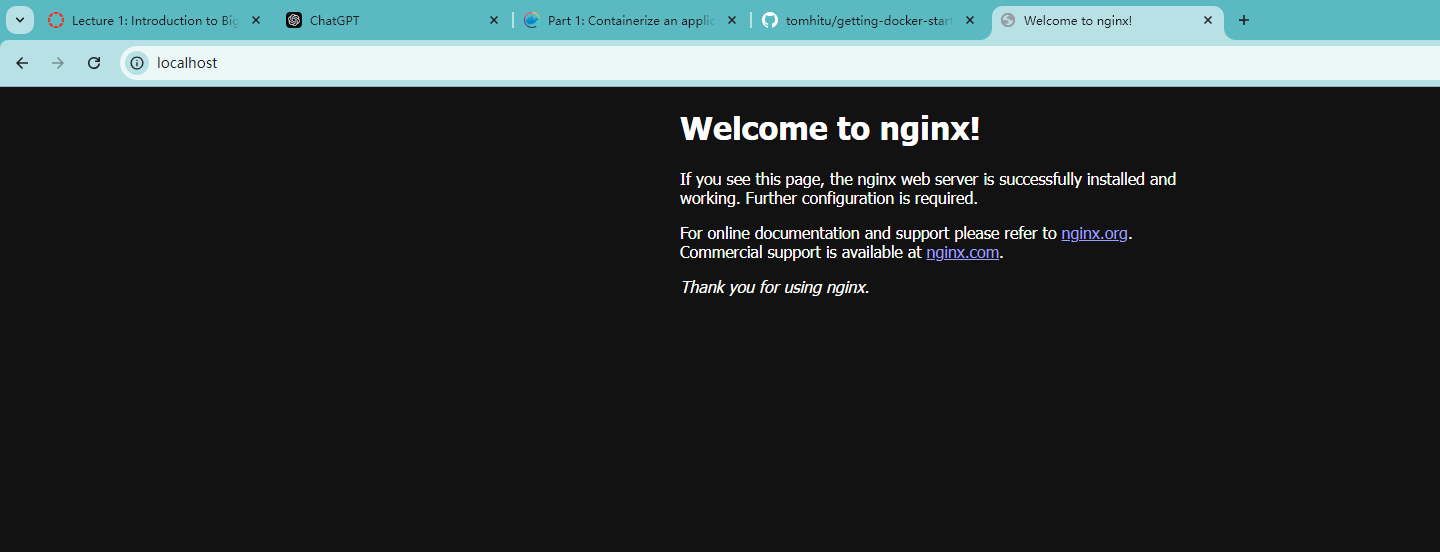 Lecture 1: Introduction to Big
ChatGPT
Part 1: Containerize an applic
tomhitu/getting-docker-start
Welcome to nginx!
localhost
Welcome to nginx!
If you see this page, the nginx web server is successfully installed and
working. Further configuration is required.
For online documentation and support please refer to nginx.org.
Commercial support is available at nginx.com.
Thank you for using nginx.